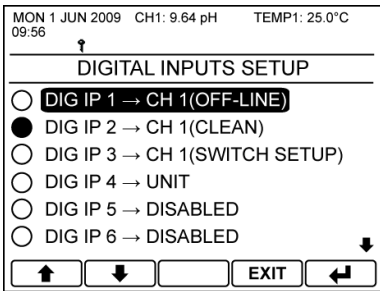 MON 1 JUN 2009 CH1: 9.64 pH TEMP1: 25.0°C
09:56
DIGITAL INPUTS SETUP
DIG IP 1 → CH 1(OFF-LINE)
DIG IP 2 → CH 1(CLEAN)
DIG IP 3 → CH 1(SWITCH SETUP)
DIG IP 4 → UNIT
DIG IP 5 → DISABLED
DIG IP 6 → DISABLED
EXIT